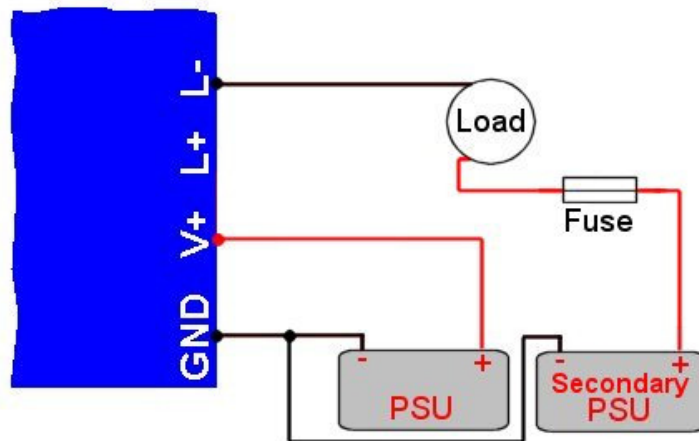 L-
L+
V+
GND
Load
Fuse
- +
PSU
- +
Secondary
PSU